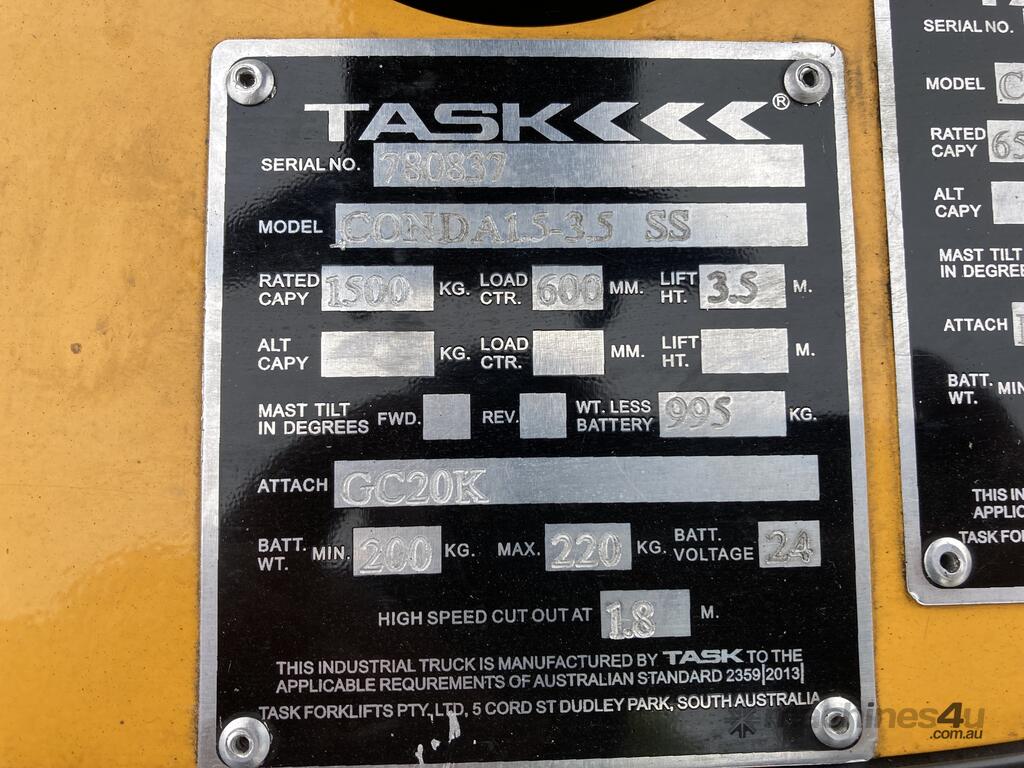 TASK®
SERIAL NO. 780837
MODEL CONDA15-35 SS
RATED CAPY 1500 KG. LOAD CTR. 600 MM. LIFT HT. 3.5 M.
ALT CAPY KG. LOAD CTR. MM. LIFT HT. M.
MAST TILT IN DEGREES FWD. REV. WT. LESS BATTERY 995 KG.
ATTACH GC20K
BATT. WT. MIN. 200 KG. MAX. 220 KG. BATT. VOLTAGE 24
HIGH SPEED CUT OUT AT 1.8 M.
THIS INDUSTRIAL TRUCK IS MANUFACTURED BY TASK TO THE
APPLICABLE REQUREMENTS OF AUSTRALIAN STANDARD 2359|2013|
TASK FORKLIFTS PTY, LTD, 5 CORD ST DUDLEY PARK, SOUTH AUSTRALIA
SERIAL NO.
MODEL C
RATED CAPY 65
ALT CAPY
MAST TILT
IN DEGREES
ATTACH
BATT. WT. MIN
THIS IN
APPLIC
TASK FOR
machines4u
.com.au